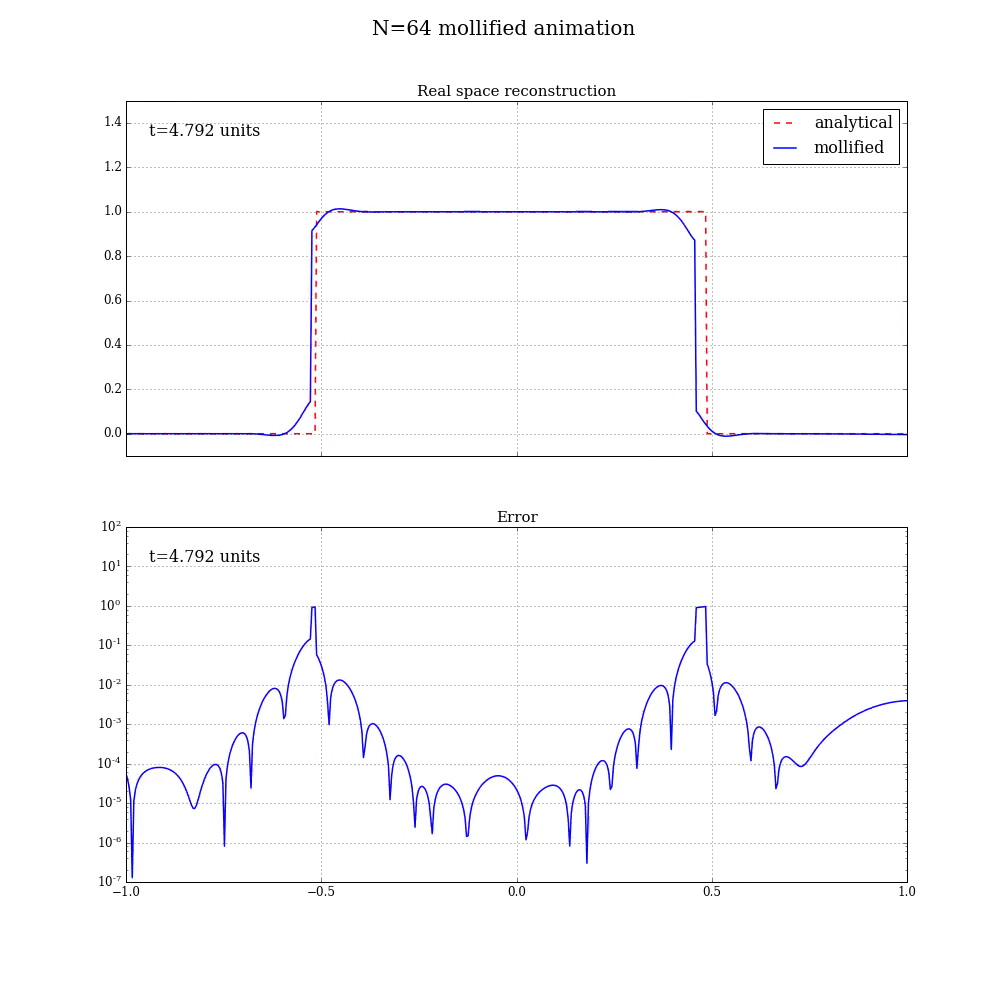 N=64 mollified animation
Real space reconstruction
t=4.792 units
analytical
mollified
1.4
1.2
1.0
0.8
0.6
0.4
0.2
0.0
Error
t=4.792 units
10²
10¹
10⁰
10⁻¹
10⁻²
10⁻³
10⁻⁴
10⁻⁵
10⁻⁶
10⁻⁷
−1.0 −0.5 0.0 0.5 1.0